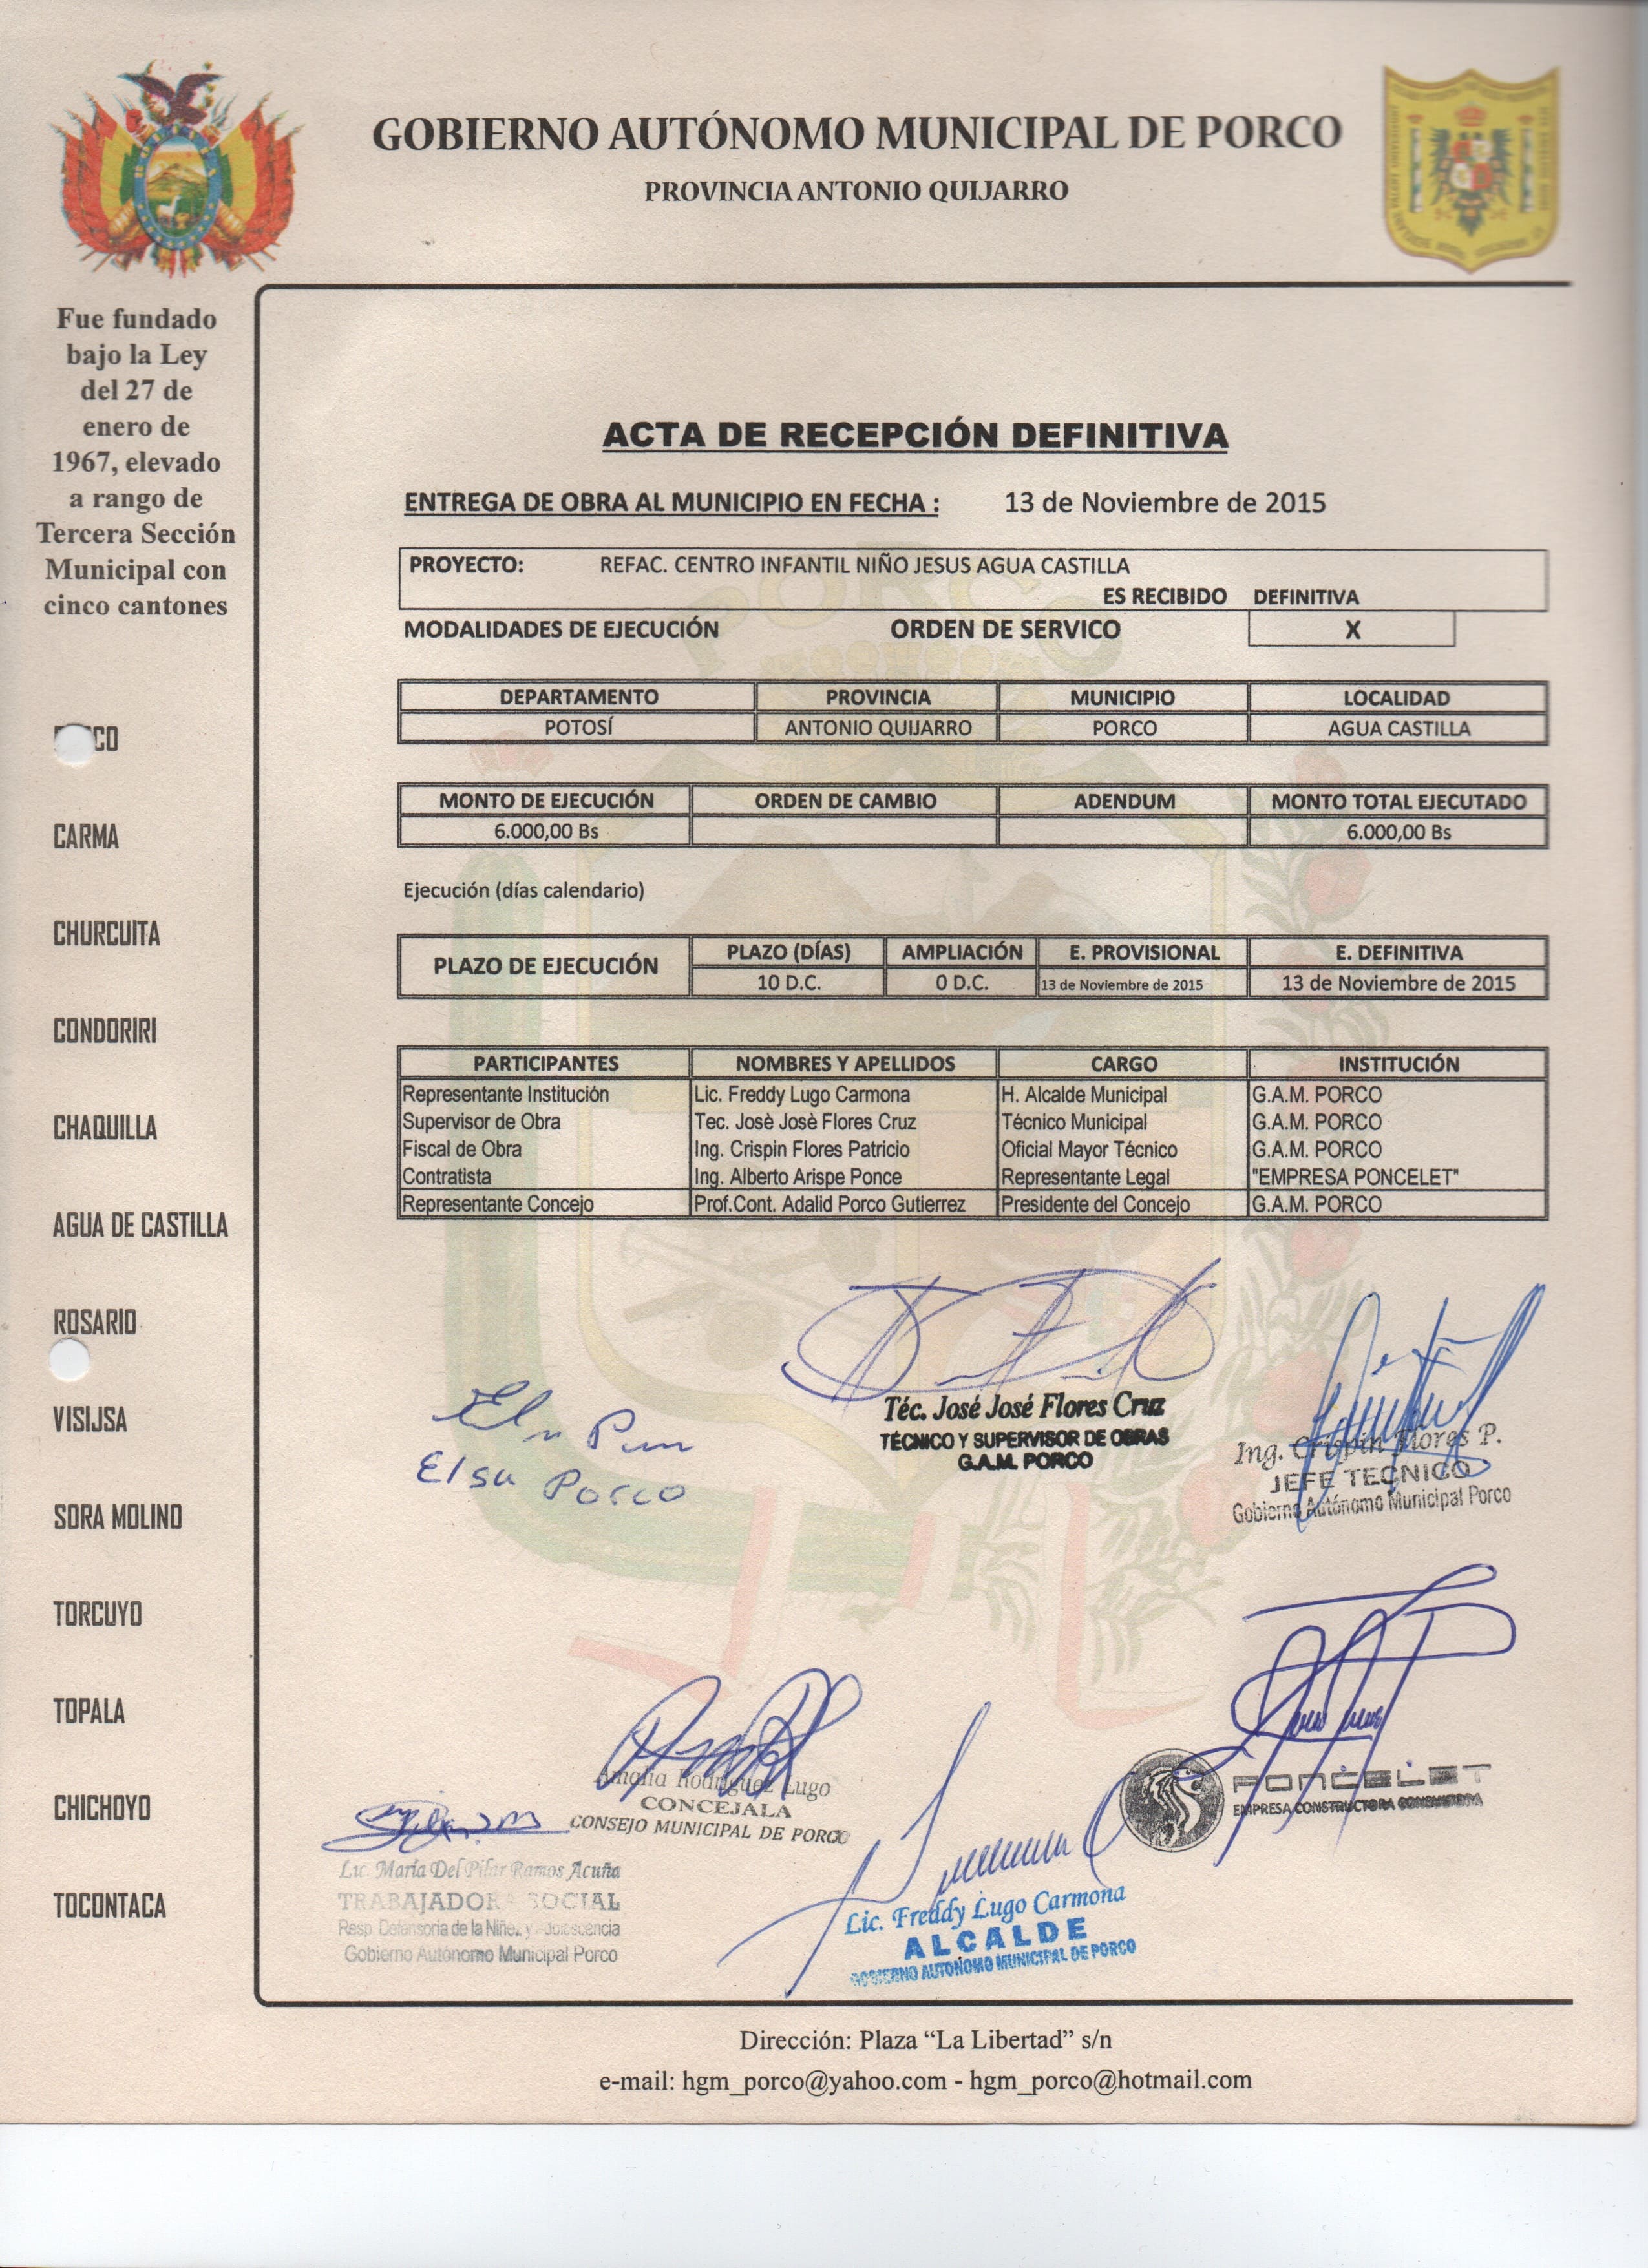 GOBIERNO AUTÓNOMO MUNICIPAL DE PORCO
PROVINCIA ANTONIO QUIJARRO
Fue fundado
bajo la Ley
del 27 de
enero de
1967, elevado
a rango de
Tercera Sección
Municipal con
cinco cantones
CARMA
CHURCUITA
CONDORIRI
CHAQUILLA
AGUA DE CASTILLA
ROSARIO
VISIJSA
SORA MOLINO
TORCUYO
TOPALA
CHICHOYO
TOCONTACA
PORCO
ACTA DE RECEPCIÓN DEFINITIVA
ENTREGA DE OBRA AL MUNICIPIO EN FECHA : 13 de Noviembre de 2015
PROYECTO: REFAC. CENTRO INFANTIL NIÑO JESUS AGUA CASTILLA
ES RECIBIDO DEFINITIVA
MODALIDADES DE EJECUCIÓN ORDEN DE SERVICO X
DEPARTAMENTO PROVINCIA MUNICIPIO LOCALIDAD
POTOSÍ ANTONIO QUIJARRO PORCO AGUA CASTILLA
MONTO DE EJECUCIÓN ORDEN DE CAMBIO ADENDUM MONTO TOTAL EJECUTADO
6.000,00 Bs 6.000,00 Bs
Ejecución (días calendario)
PLAZO DE EJECUCIÓN PLAZO (DÍAS) AMPLIACIÓN E. PROVISIONAL E. DEFINITIVA
10 D.C. 0 D.C. 13 de Noviembre de 2015 13 de Noviembre de 2015
PARTICIPANTES NOMBRES Y APELLIDOS CARGO INSTITUCIÓN
Representante Institución Lic. Freddy Lugo Carmona H. Alcalde Municipal G.A.M. PORCO
Supervisor de Obra Tec. Josè Josè Flores Cruz Técnico Municipal G.A.M. PORCO
Fiscal de Obra Ing. Crispin Flores Patricio Oficial Mayor Técnico G.A.M. PORCO
Contratista Ing. Alberto Arispe Ponce Representante Legal "EMPRESA PONCELET"
Representante Concejo Prof.Cont. Adalid Porco Gutierrez Presidente del Concejo G.A.M. PORCO
Elsa Porco
Téc. José José Flores Cruz
TÉCNICO Y SUPERVISOR DE OBRAS
G.A.M. PORCO
Ing. Crispin Flores P.
JEFE TECNICO
Gobierno Autónomo Municipal Porco
Amalia Rodriguez Lugo
CONCEJALA
CONSEJO MUNICIPAL DE PORCO
PONCELET
EMPRESA CONSTRUCTORA CONSULTORA
Lic. María Del Pilar Ramos Acuña
TRABAJADORA SOCIAL
Resp. Defensoria de la Niñez y Adolescencia
Gobierno Autónomo Municipal Porco
Lic. Freddy Lugo Carmona
ALCALDE
GOBIERNO AUTONOMO MUNICIPAL DE PORCO
Dirección: Plaza “La Libertad” s/n
e-mail: hgm_porco@yahoo.com - hgm_porco@hotmail.com